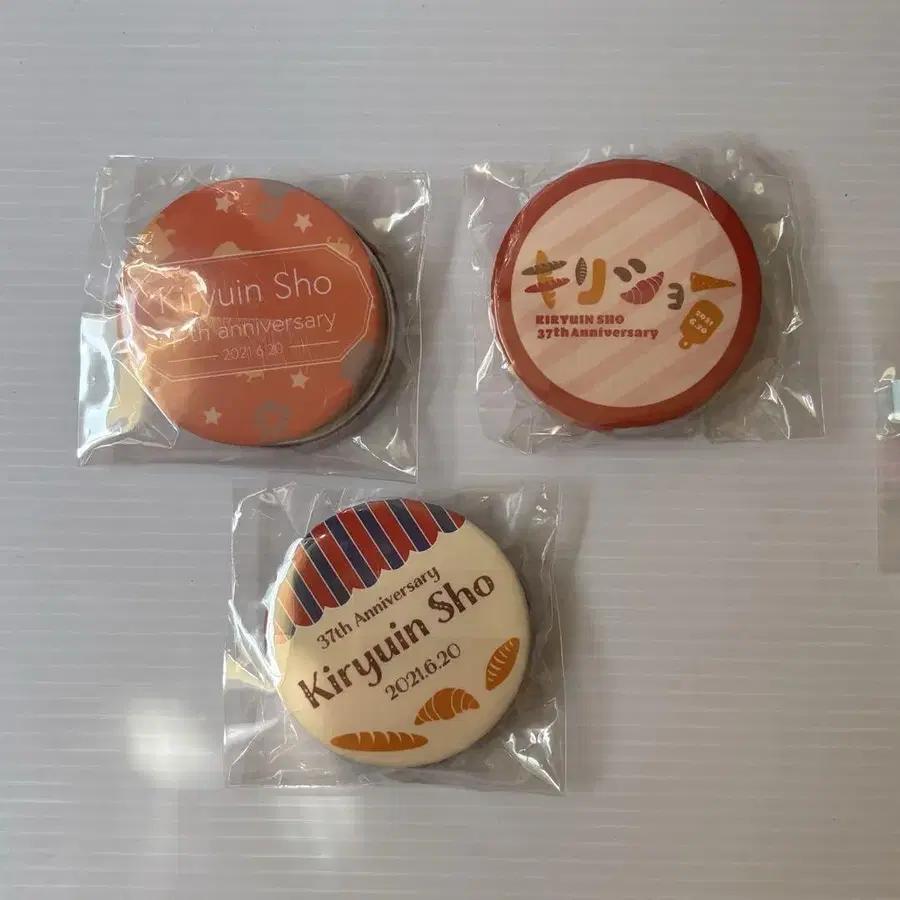 Kiryuin Sho
th anniversary
2021 6.20
キリショー
KIRYUIN SHO
37th Anniversary
2021
6.20
37th Anniversary
Kiryuin Sho
2021.6.20